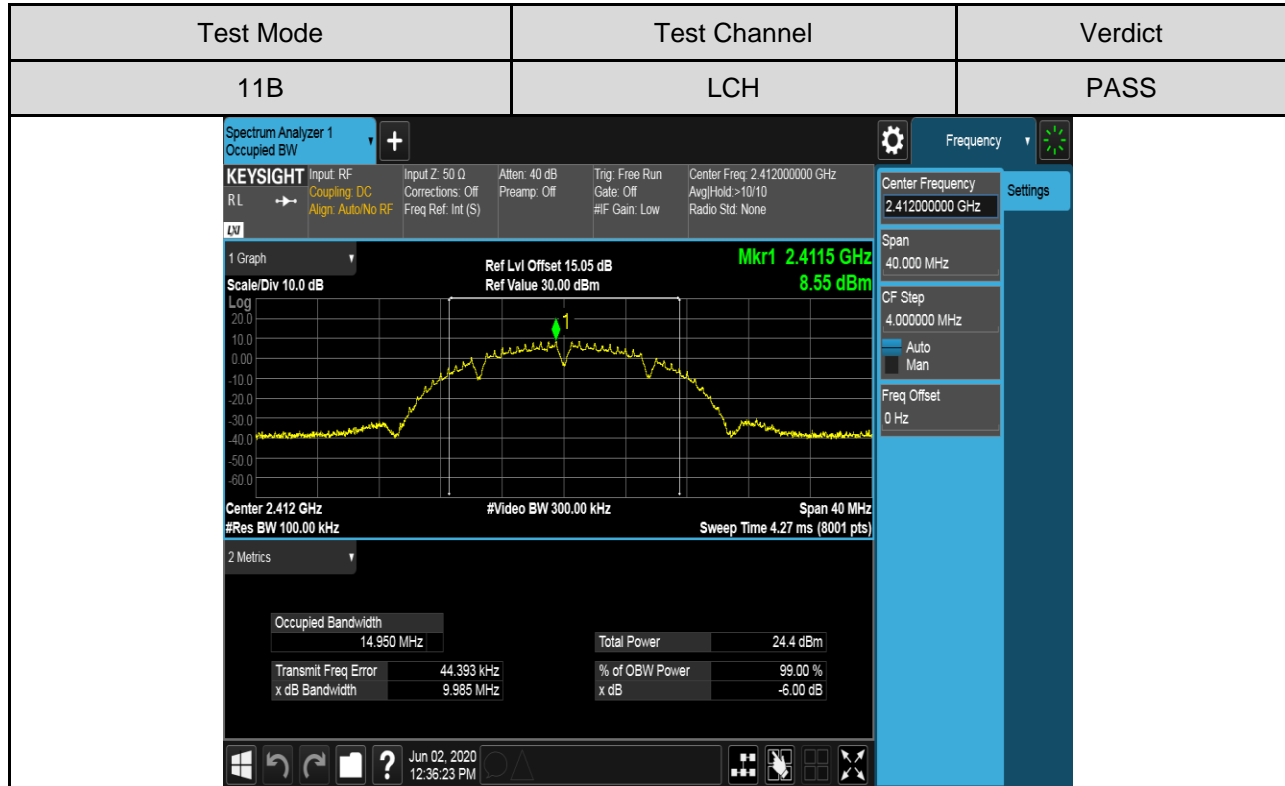 Test Mode Test Channel Verdict
11B LCH PASS
Spectrum Analyzer 1
Occupied BW
+
Frequency
KEYSIGHT Input: RF Input Z: 50 Ω Atten: 40 dB Trig: Free Run Center Freq: 2.412000000 GHz
RL Coupling: DC Corrections: Off Preamp: Off Gate: Off Avg|Hold:>10/10
Align: Auto/No RF Freq Ref: Int (S) #IF Gain: Low Radio Std: None
LXI
Center Frequency
2.412000000 GHz
Settings
Span
40.000 MHz
CF Step
4.000000 MHz
Auto
Man
Freq Offset
0 Hz
1 Graph Ref Lvl Offset 15.05 dB Mkr1 2.4115 GHz
Scale/Div 10.0 dB Ref Value 30.00 dBm 8.55 dBm
Log
20.0
1
10.0
0.00
-10.0
-20.0
-30.0
-40.0
-50.0
-60.0
Center 2.412 GHz #Video BW 300.00 kHz Span 40 MHz
#Res BW 100.00 kHz Sweep Time 4.27 ms (8001 pts)
2 Metrics
Occupied Bandwidth
14.950 MHz Total Power 24.4 dBm
Transmit Freq Error 44.393 kHz % of OBW Power 99.00 %
x dB Bandwidth 9.985 MHz x dB -6.00 dB
? Jun 02, 2020
12:36:23 PM